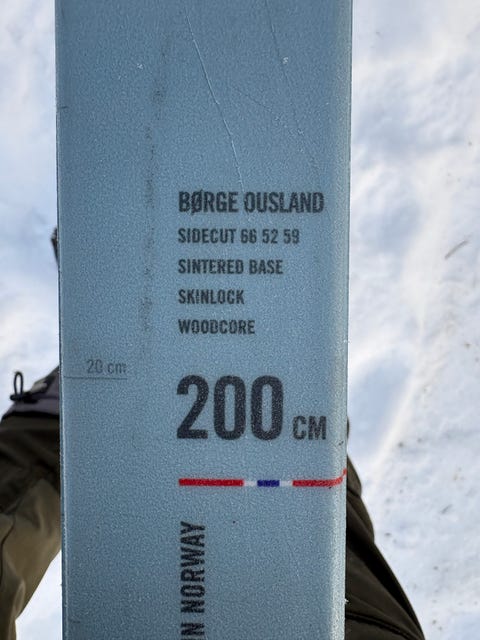 BØRGE OUSLAND
SIDECUT 66 52 59
SINTERED BASE
SKINLOCK
WOODCORE
20 cm
200 CM
N NORWAY